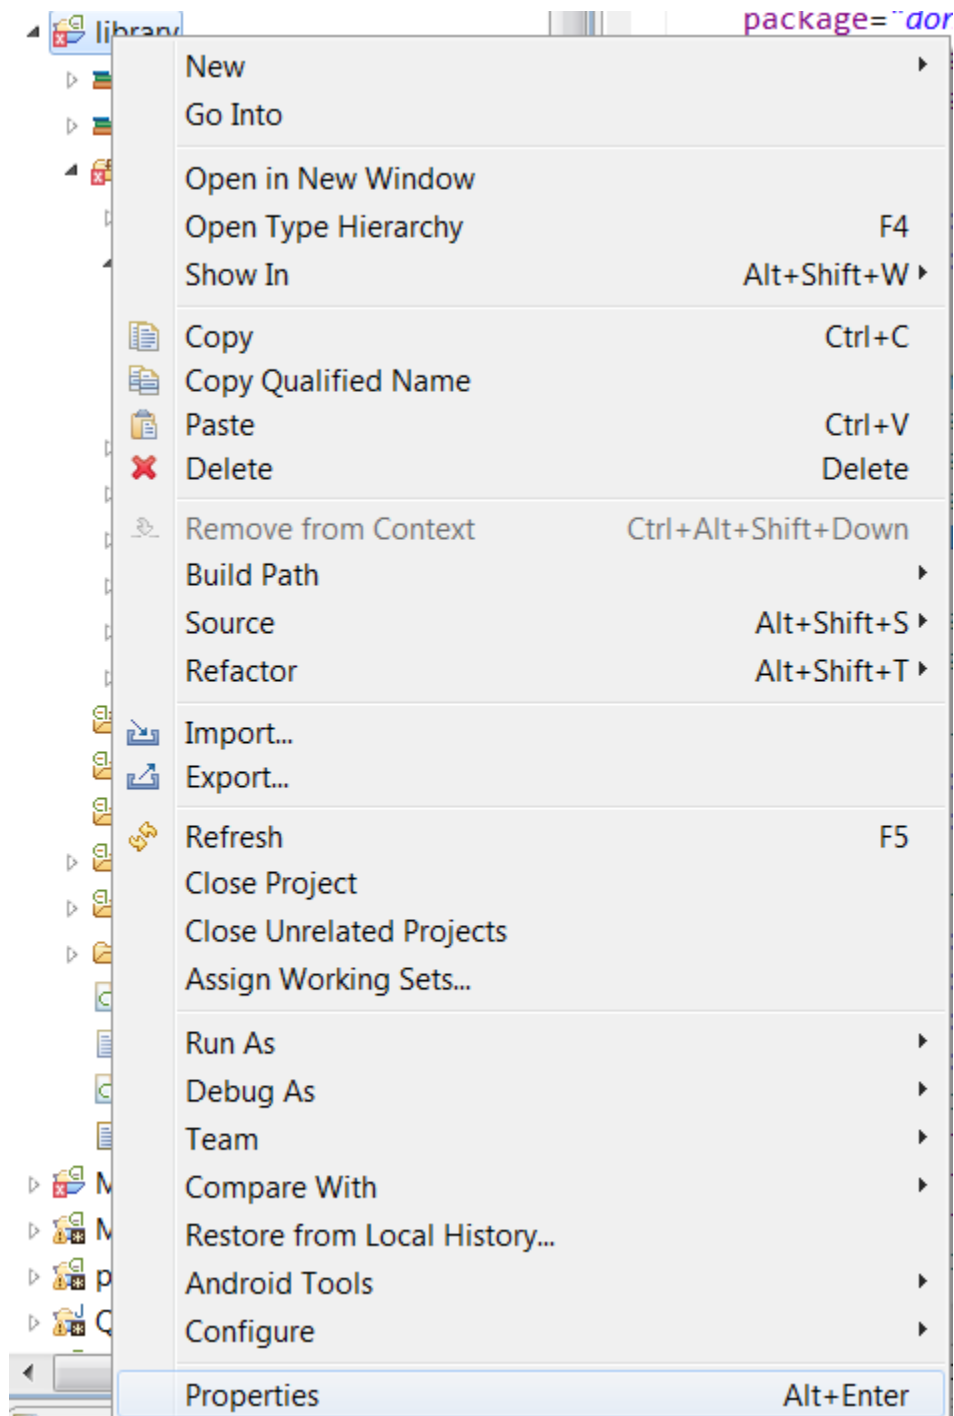 library
package="dor
New
Go Into
Open in New Window
Open Type Hierarchy F4
Show In Alt+Shift+W
Copy Ctrl+C
Copy Qualified Name
Paste Ctrl+V
Delete Delete
Remove from Context Ctrl+Alt+Shift+Down
Build Path
Source Alt+Shift+S
Refactor Alt+Shift+T
Import...
Export...
Refresh F5
Close Project
Close Unrelated Projects
Assign Working Sets...
Run As
Debug As
Team
M
Compare With
M
Restore from Local History...
p
Android Tools
Q
Configure
Properties Alt+Enter